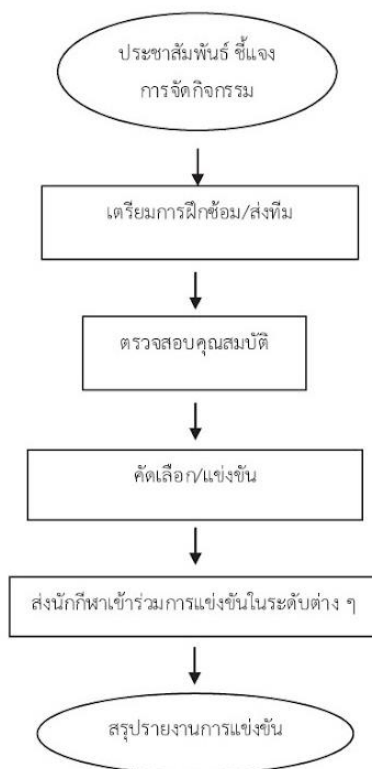 ประชาสัมพันธ์ ชี้แจง
การจัดกิจกรรม
เตรียมการฝึกซ้อม/ส่งทีม
ตรวจสอบคุณสมบัติ
คัดเลือก/แข่งขัน
ส่งนักกีฬาเข้าร่วมการแข่งขันในระดับต่าง ๆ
สรุปรายงานการแข่งขัน